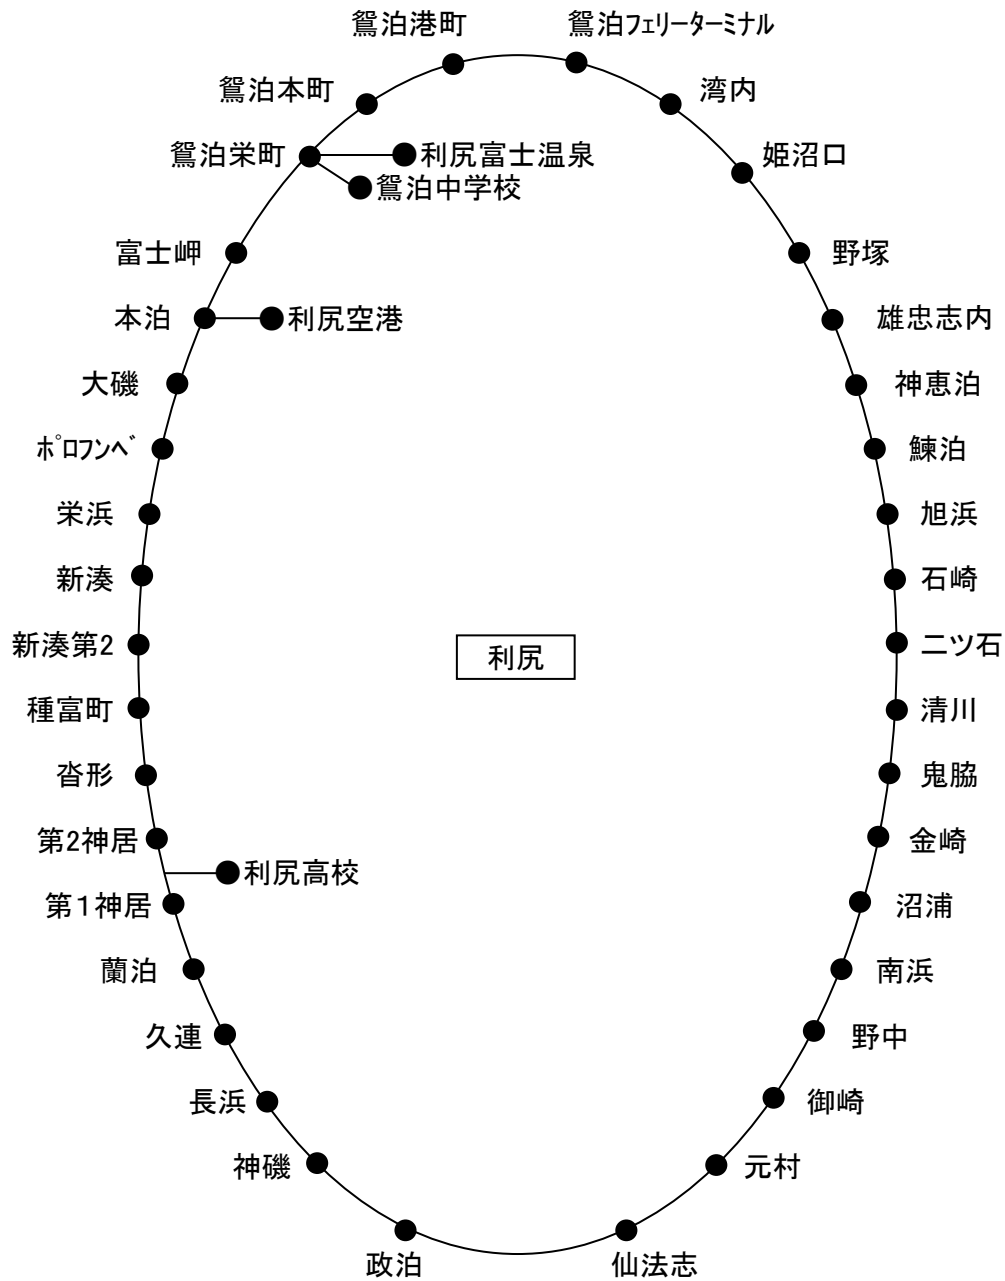 鴛泊港町
鴛泊フェリーターミナル
鴛泊本町
湾内
鴛泊栄町
利尻富士温泉
姫沼口
鴛泊中学校
富士岬
野塚
本泊
利尻空港
雄忠志内
大磯
神恵泊
ﾎﾟﾛﾌﾝﾍﾞ
鰊泊
栄浜
旭浜
新湊
石崎
新湊第2
利尻
二ツ石
種富町
清川
沓形
鬼脇
第2神居
金崎
利尻高校
第1神居
沼浦
蘭泊
南浜
久連
野中
長浜
御崎
神磯
元村
政泊
仙法志